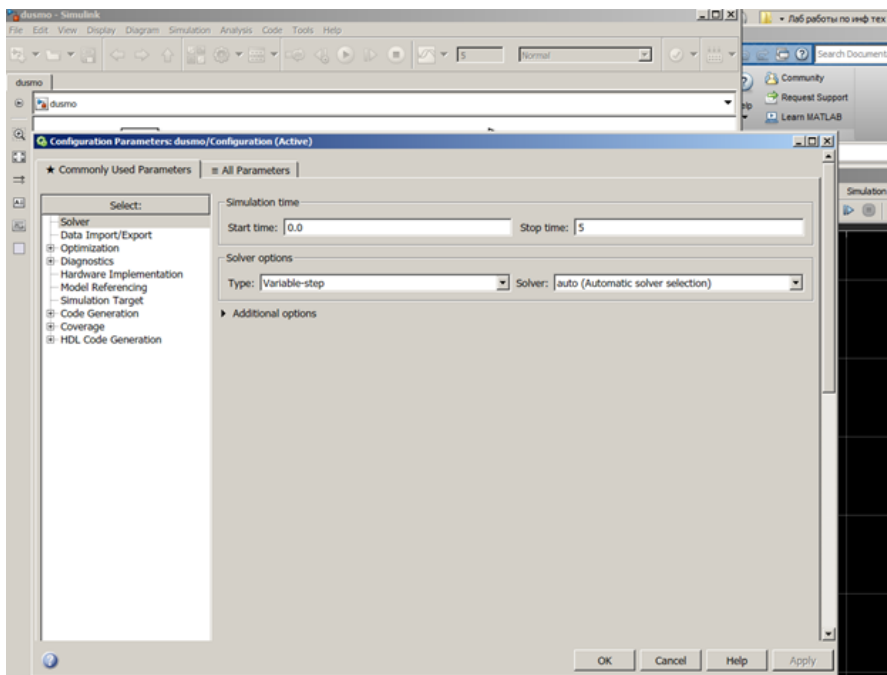 dusmo - Simulink
Лаб работы по инф тех
File Edit View Display Diagram Simulation Analysis Code Tools Help
5 Normal
Search Document
dusmo
Community
dusmo
Request Support
Learn MATLAB
Configuration Parameters: dusmo/Configuration (Active)
★ Commonly Used Parameters ≡ All Parameters
Simulation
Select:
Solver
Data Import/Export
Optimization
Diagnostics
Hardware Implementation
Model Referencing
Simulation Target
Code Generation
Coverage
HDL Code Generation
Simulation time
Start time: 0.0 Stop time: 5
Solver options
Type: Variable-step Solver: auto (Automatic solver selection)
Additional options
OK Cancel Help Apply